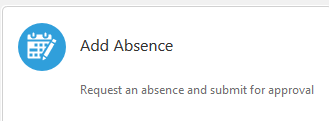 Add Absence
Request an absence and submit for approval